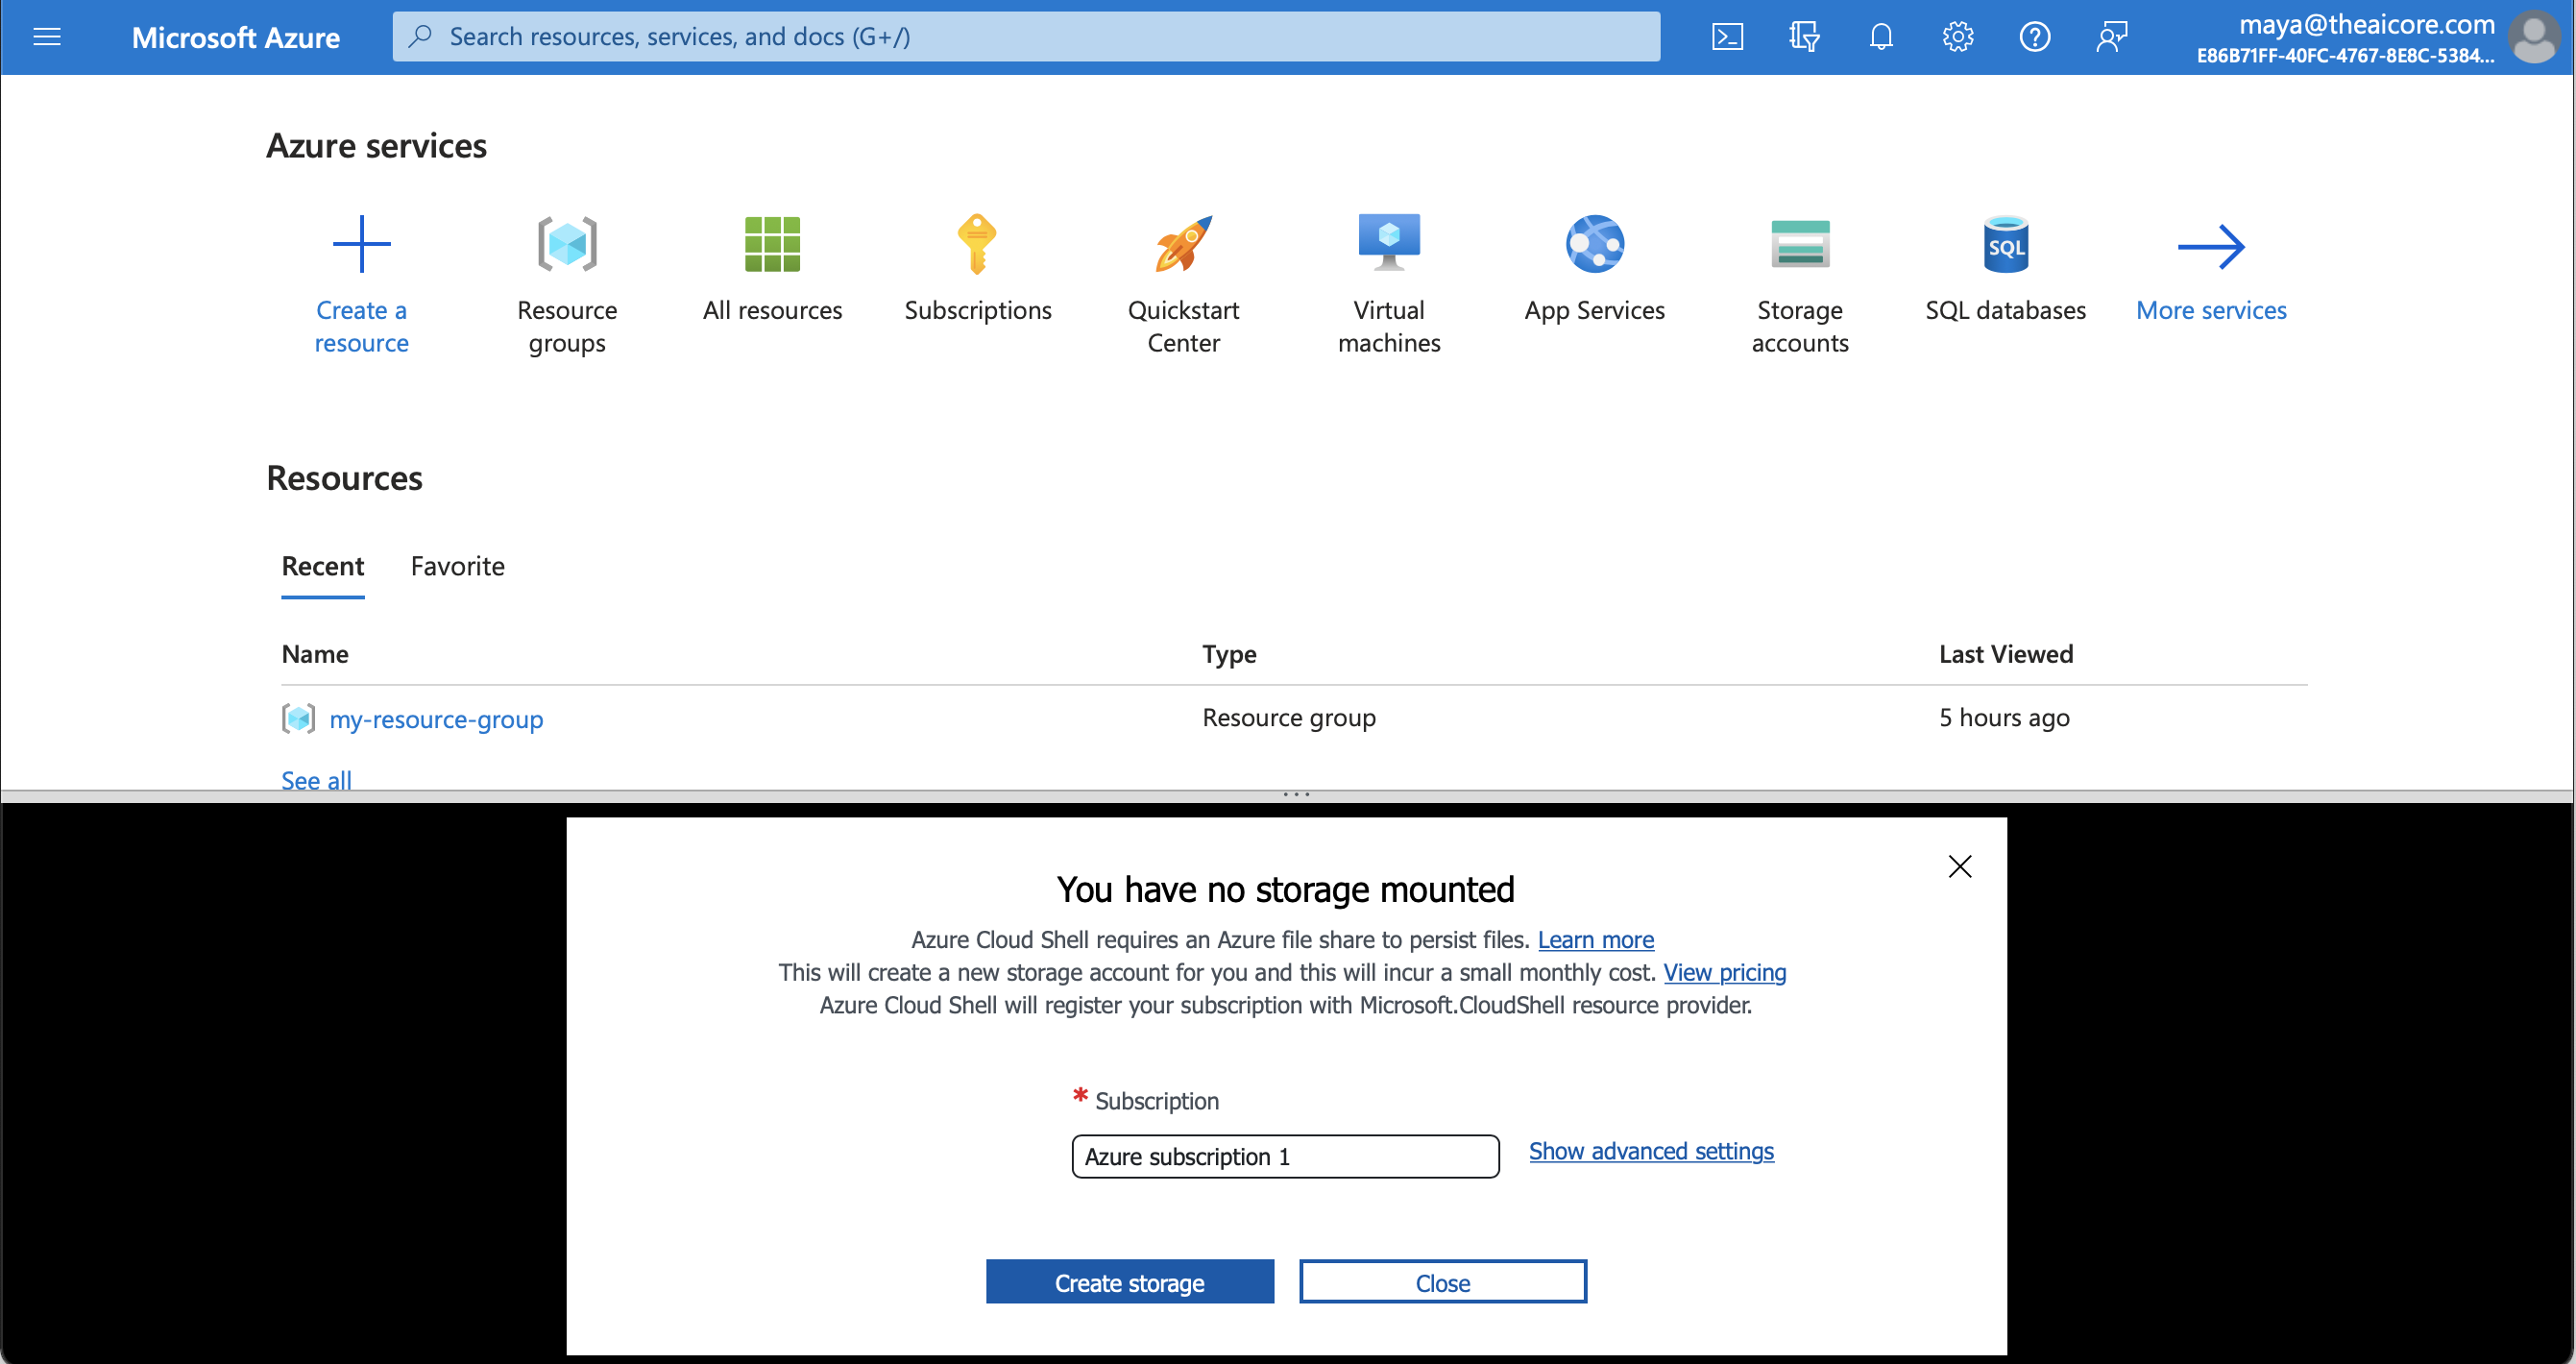 Microsoft Azure
Search resources, services, and docs (G+/)
maya@theaicore.com
E86B71FF-40FC-4767-8E8C-5384...
Azure services
Create a
resource
Resource
groups
All resources
Subscriptions
Quickstart
Center
Virtual
machines
App Services
Storage
accounts
SQL
SQL databases
More services
Resources
Recent Favorite
Name Type Last Viewed
my-resource-group Resource group 5 hours ago
See all
You have no storage mounted
Azure Cloud Shell requires an Azure file share to persist files. Learn more
This will create a new storage account for you and this will incur a small monthly cost. View pricing
Azure Cloud Shell will register your subscription with Microsoft.CloudShell resource provider.
* Subscription
Azure subscription 1 Show advanced settings
Create storage Close